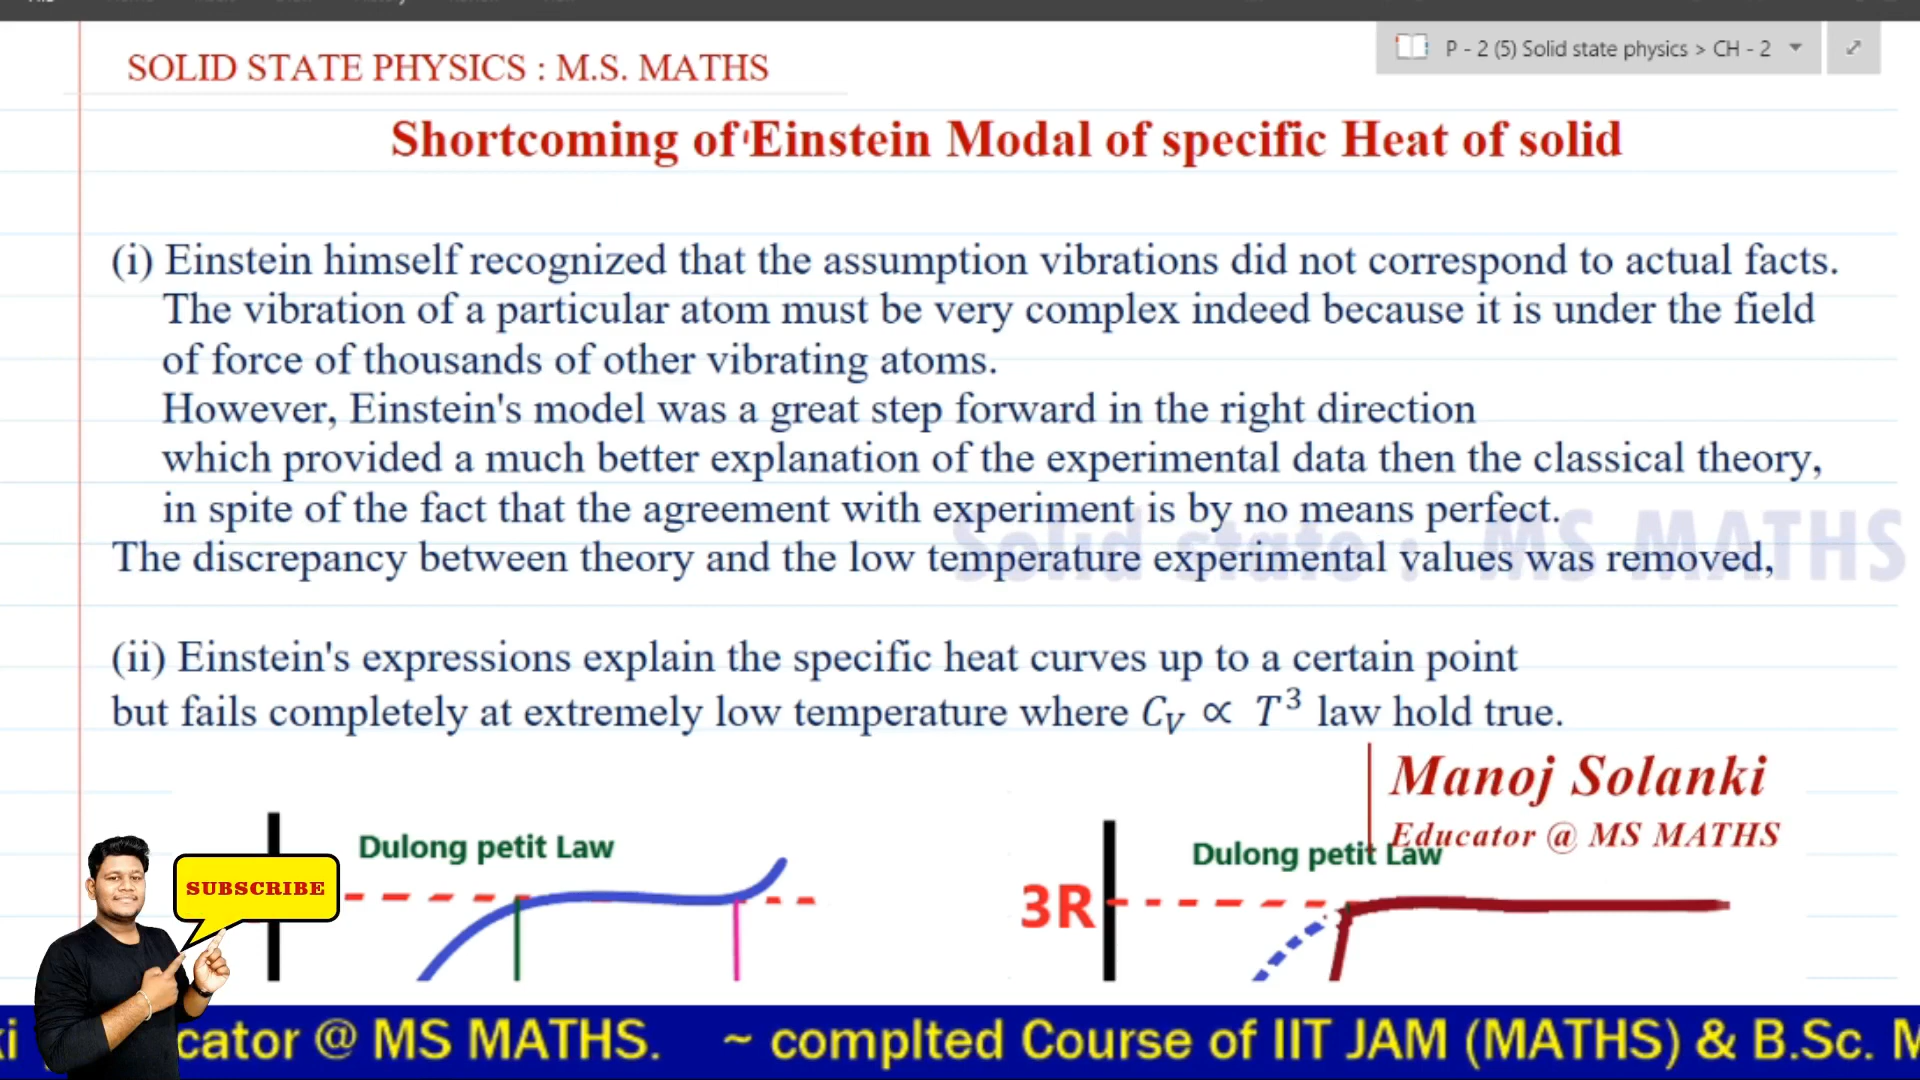 P - 2 (5) Solid state physics > CH - 2
SOLID STATE PHYSICS : M.S. MATHS
Shortcoming of Einstein Modal of specific Heat of solid
(i) Einstein himself recognized that the assumption vibrations did not correspond to actual facts.
The vibration of a particular atom must be very complex indeed because it is under the field
of force of thousands of other vibrating atoms.
However, Einstein's model was a great step forward in the right direction
which provided a much better explanation of the experimental data then the classical theory,
in spite of the fact that the agreement with experiment is by no means perfect.
Solid state : MS MATHS
The discrepancy between theory and the low temperature experimental values was removed,
(ii) Einstein's expressions explain the specific heat curves up to a certain point
but fails completely at extremely low temperature where C_V ∝ T³ law hold true.
Manoj Solanki
Educator @ MS MATHS
Dulong petit Law
Dulong petit Law
SUBSCRIBE
3R
cator @ MS MATHS. ~ complted Course of IIT JAM (MATHS) & B.Sc. M